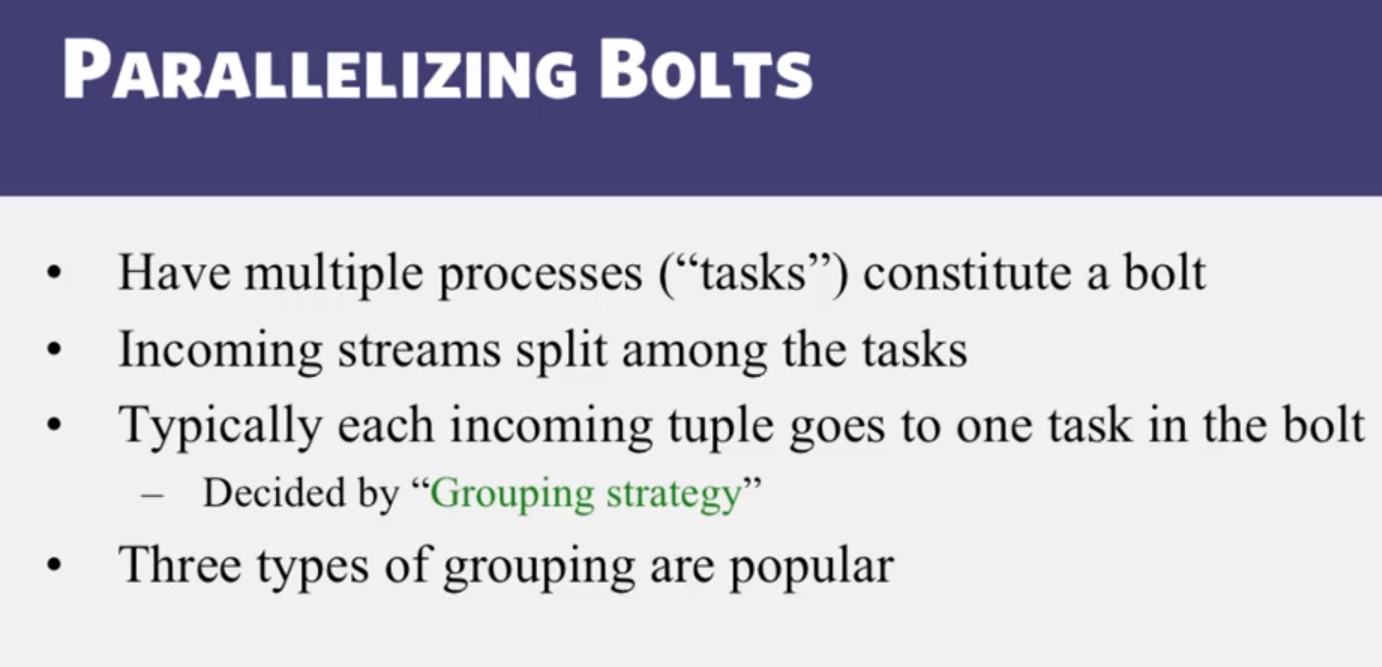 PARALLELIZING BOLTS
• Have multiple processes (“tasks”) constitute a bolt
• Incoming streams split among the tasks
• Typically each incoming tuple goes to one task in the bolt
– Decided by “Grouping strategy”
• Three types of grouping are popular